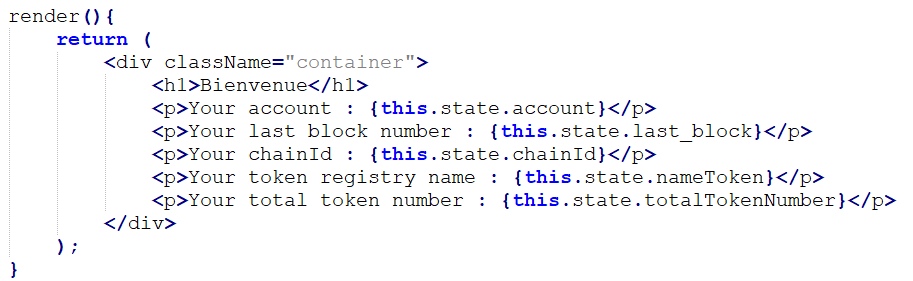 render(){
return (
<div className="container">
<h1>Bienvenue</h1>
<p>Your account : {this.state.account}</p>
<p>Your last block number : {this.state.last_block}</p>
<p>Your chainId : {this.state.chainId}</p>
<p>Your token registry name : {this.state.nameToken}</p>
<p>Your total token number : {this.state.totalTokenNumber}</p>
</div>
);
}